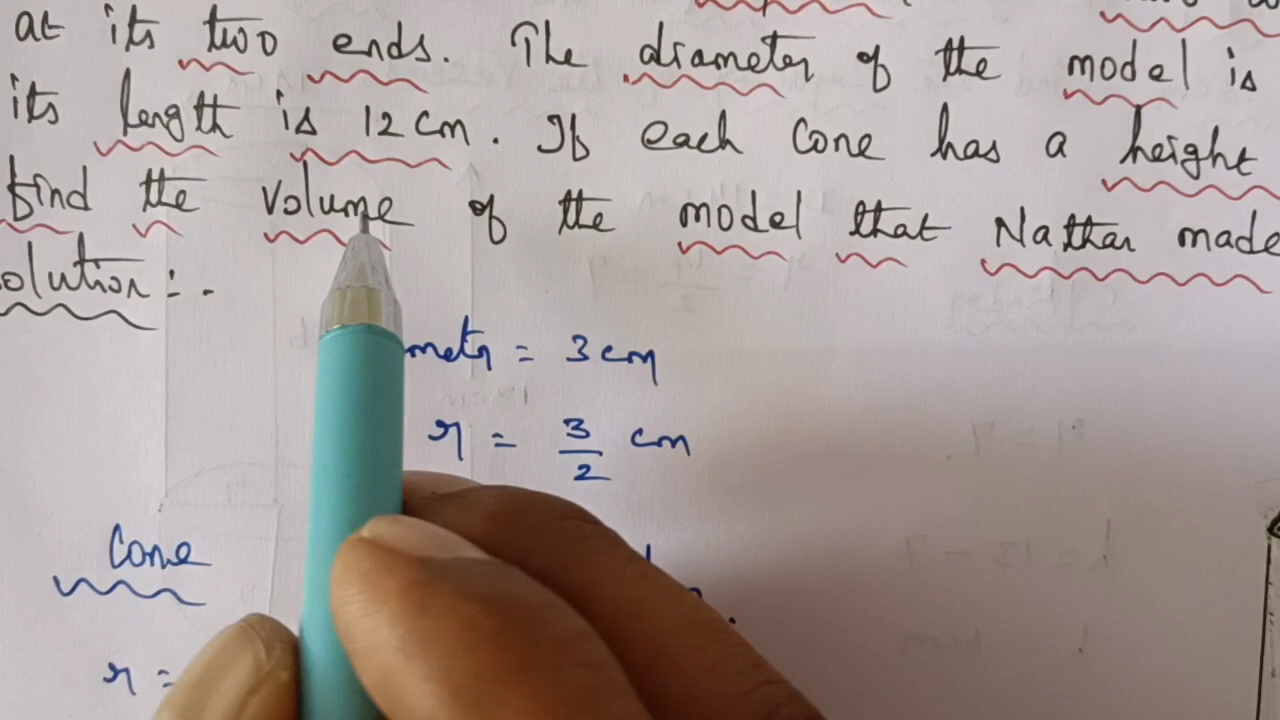 at its two ends. The diameter of the model is
its length is 12 cm. If each cone has a height
find the volume of the model that Nathan made
olution :-
meter = 3 cm
r = 3/2 cm
Cone
r =